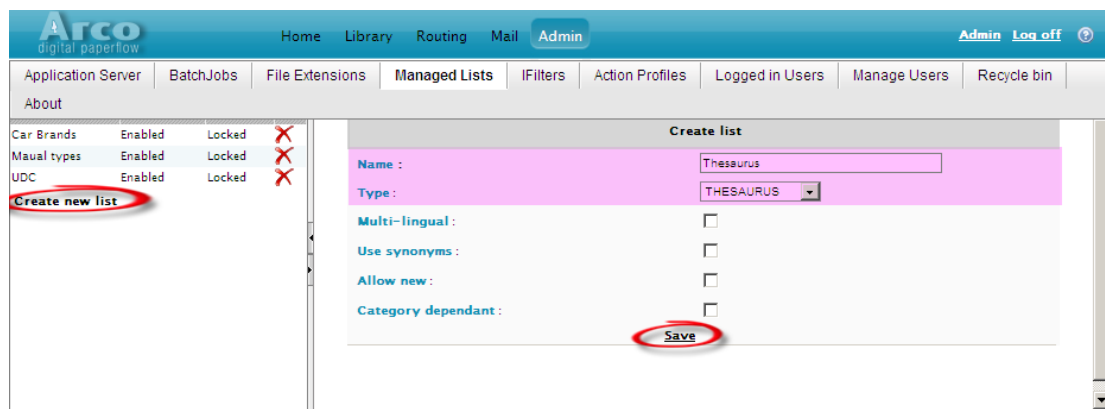 Arco
digital paperflow
Home Library Routing Mail Admin
Admin Log off ?
Application Server BatchJobs File Extensions Managed Lists IFilters Action Profiles Logged in Users Manage Users Recycle bin
About
Car Brands Enabled Locked
Maual types Enabled Locked
UDC Enabled Locked
Create new list
Create list
Name : Thesaurus
Type : THESAURUS
Multi-lingual :
Use synonyms :
Allow new :
Category dependant :
Save